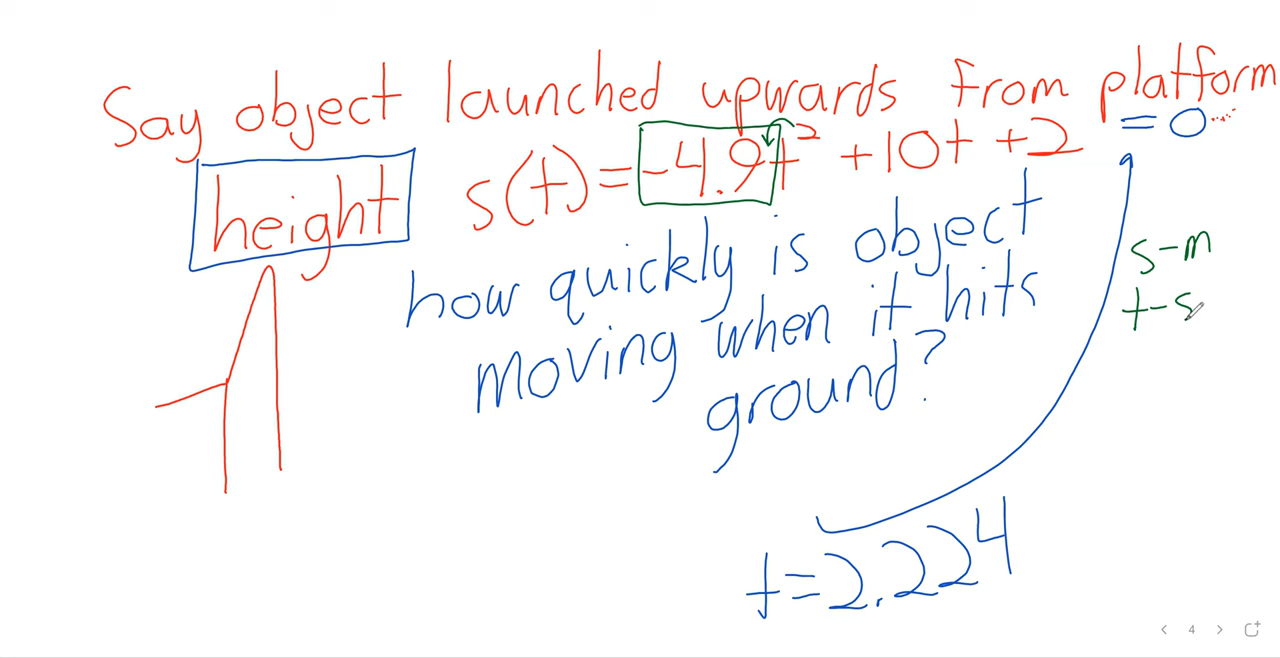 Say object launched upwards from platform
height s(t) = -4.9t² + 10t + 2 = 0...
how quickly is object
moving when it hits
ground?
s - m
t - s
t = 2.224
4